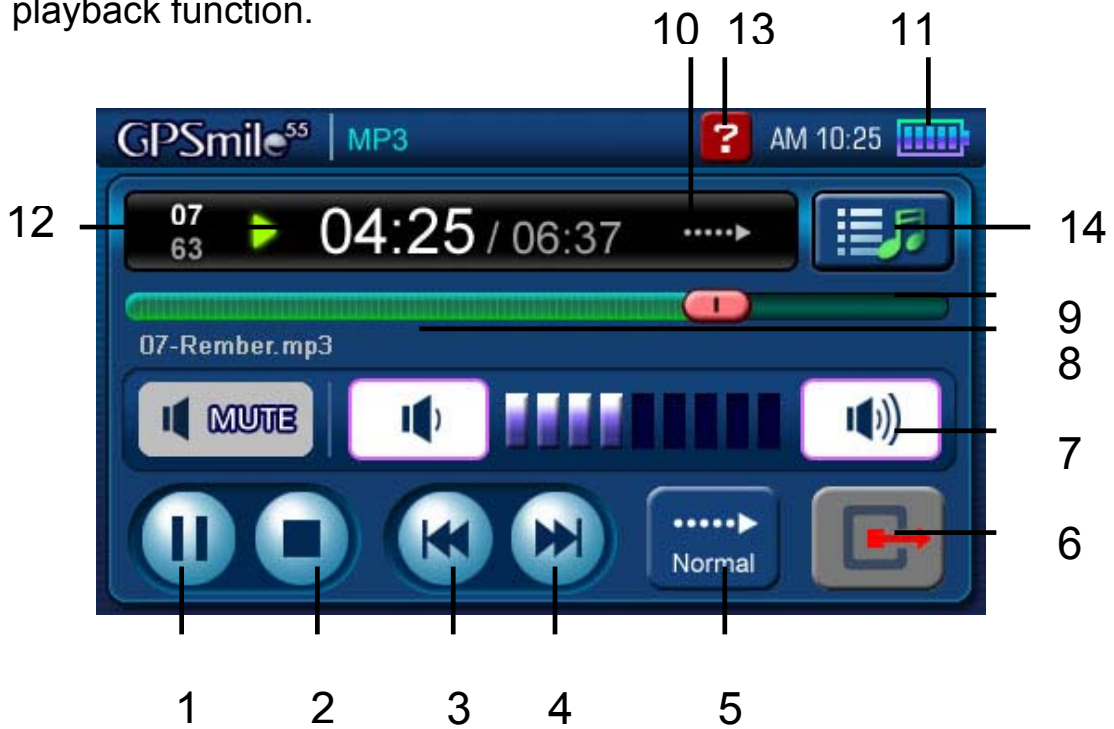 playback function.
10 13 11
GPSmile55 MP3 ? AM 10:25
12 07 04:25 / 06:37 14
63
9
07-Rember.mp3 8
MUTE 7
Normal 6
1 2 3 4 5